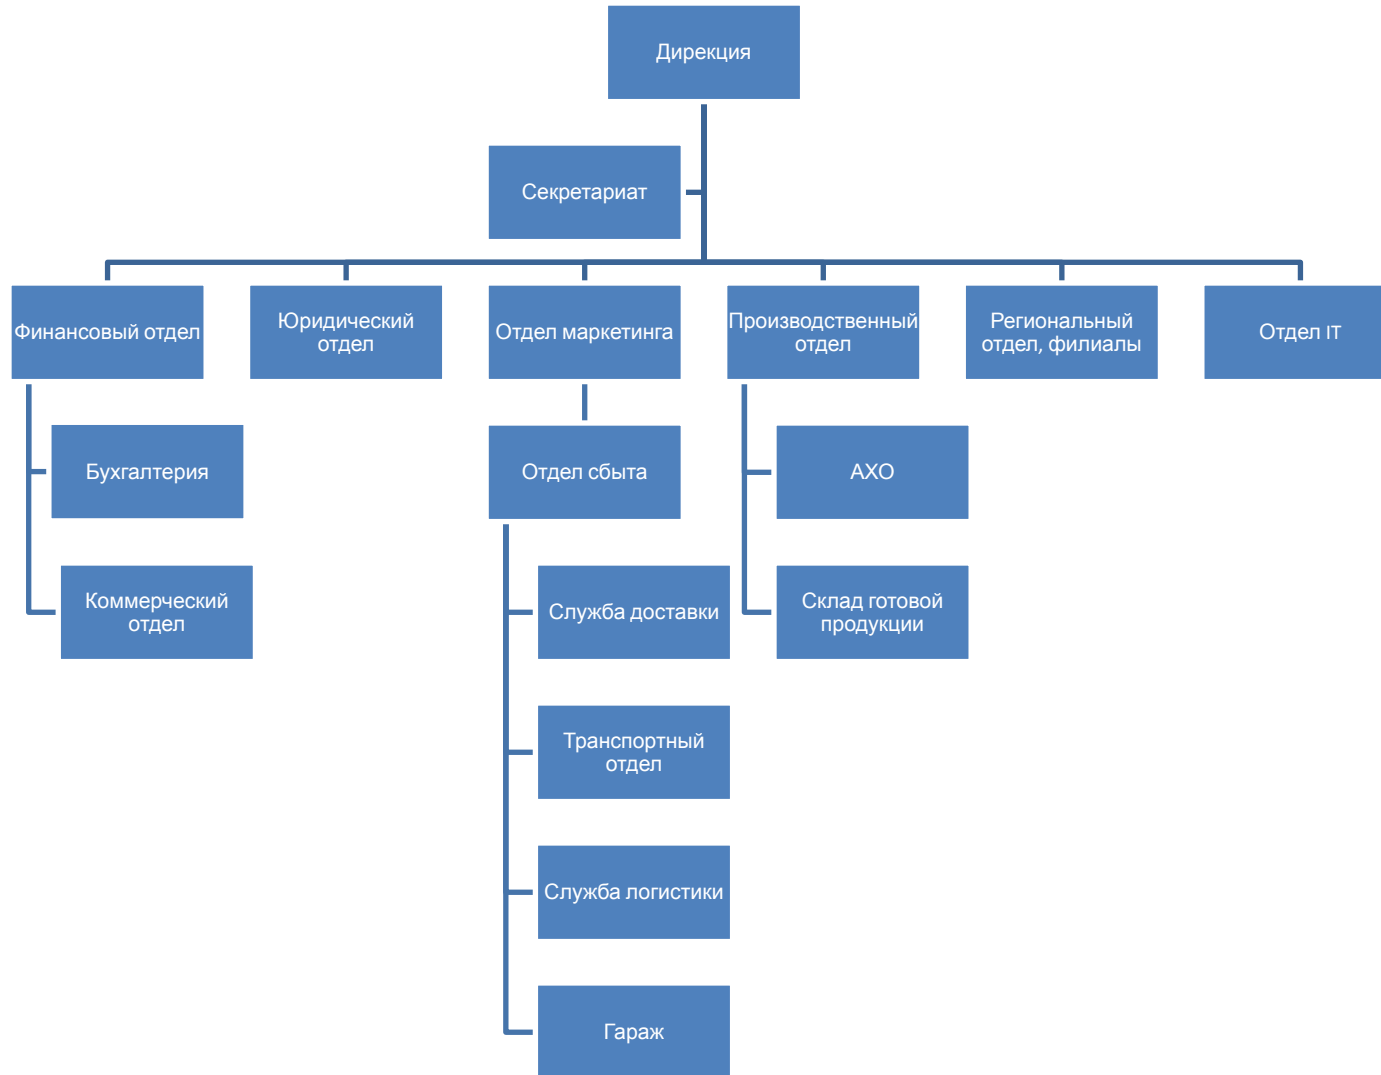 Дирекция
Секретариат
Финансовый отдел
Юридический
отдел
Отдел маркетинга
Производственный
отдел
Региональный
отдел, филиалы
Отдел IT
Бухгалтерия
Отдел сбыта
АХО
Коммерческий
отдел
Служба доставки
Склад готовой
продукции
Транспортный
отдел
Служба логистики
Гараж